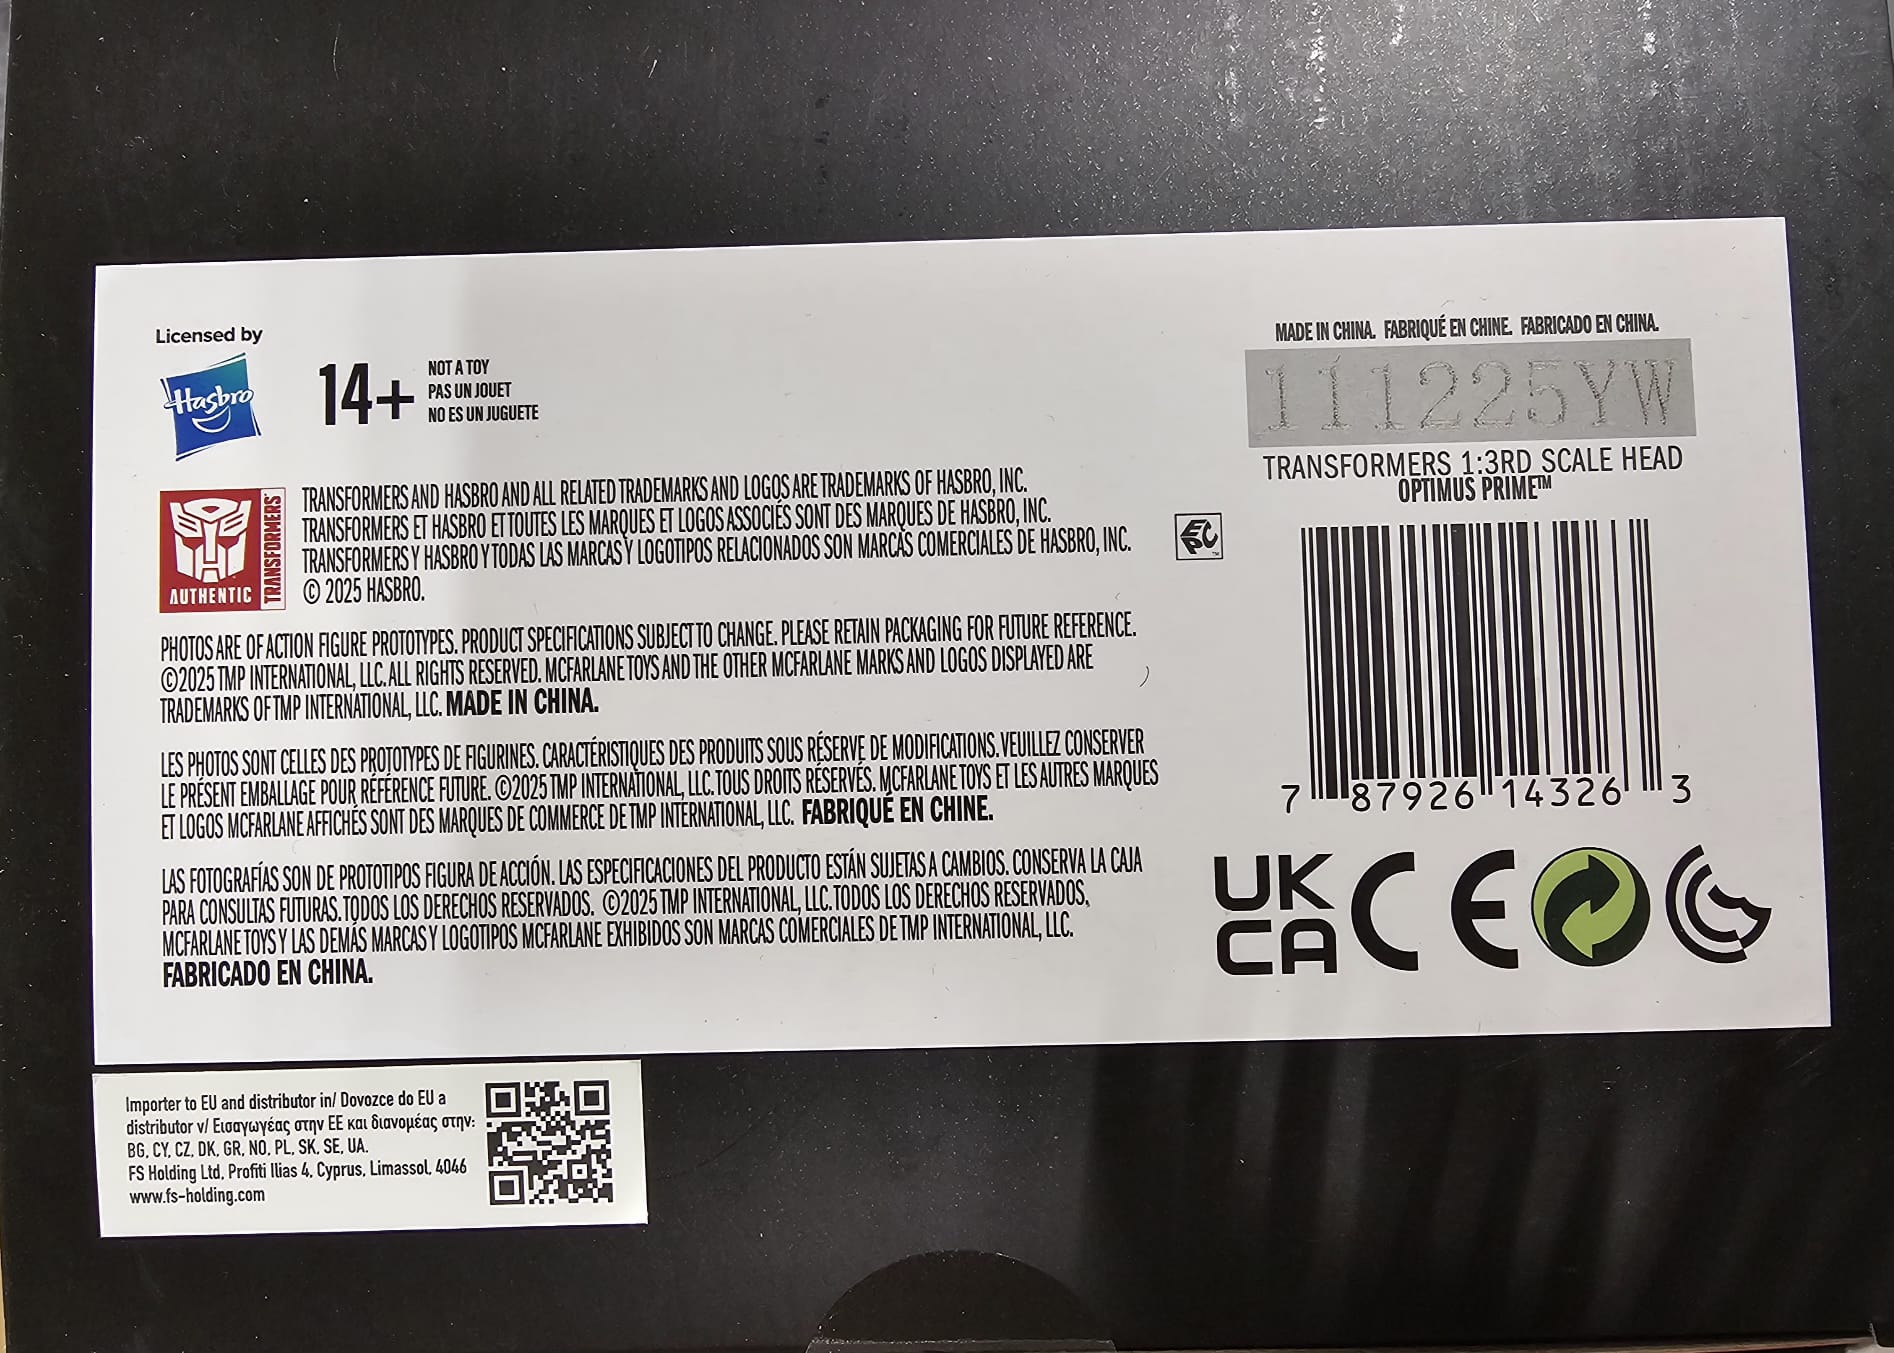 Licensed by
Hasbro
14+
NOT A TOY
PAS UN JOUET
NO ES UN JUGUETE
AUTHENTIC
TRANSFORMERS
TRANSFORMERS AND HASBRO AND ALL RELATED TRADEMARKS AND LOGOS ARE TRADEMARKS OF HASBRO, INC.
TRANSFORMERS ET HASBRO ET TOUTES LES MARQUES ET LOGOS ASSOCIÉS SONT DES MARQUES DE HASBRO, INC.
TRANSFORMERS Y HASBRO Y TODAS LAS MARCAS Y LOGOTIPOS RELACIONADOS SON MARCAS COMERCIALES DE HASBRO, INC.
© 2025 HASBRO.
PHOTOS ARE OF ACTION FIGURE PROTOTYPES. PRODUCT SPECIFICATIONS SUBJECT TO CHANGE. PLEASE RETAIN PACKAGING FOR FUTURE REFERENCE.
©2025 TMP INTERNATIONAL, LLC. ALL RIGHTS RESERVED. MCFARLANE TOYS AND THE OTHER MCFARLANE MARKS AND LOGOS DISPLAYED ARE
TRADEMARKS OF TMP INTERNATIONAL, LLC. MADE IN CHINA.
LES PHOTOS SONT CELLES DES PROTOTYPES DE FIGURINES. CARACTÉRISTIQUES DES PRODUITS SOUS RÉSERVE DE MODIFICATIONS. VEUILLEZ CONSERVER
LE PRÉSENT EMBALLAGE POUR RÉFÉRENCE FUTURE. ©2025 TMP INTERNATIONAL, LLC. TOUS DROITS RÉSERVÉS. MCFARLANE TOYS ET LES AUTRES MARQUES
ET LOGOS MCFARLANE AFFICHÉS SONT DES MARQUES DE COMMERCE DE TMP INTERNATIONAL, LLC. FABRIQUÉ EN CHINE.
LAS FOTOGRAFÍAS SON DE PROTOTIPOS FIGURA DE ACCIÓN. LAS ESPECIFICACIONES DEL PRODUCTO ESTÁN SUJETAS A CAMBIOS. CONSERVA LA CAJA
PARA CONSULTAS FUTURAS. TODOS LOS DERECHOS RESERVADOS. ©2025 TMP INTERNATIONAL, LLC. TODOS LOS DERECHOS RESERVADOS,
MCFARLANE TOYS Y LAS DEMÁS MARCAS Y LOGOTIPOS MCFARLANE EXHIBIDOS SON MARCAS COMERCIALES DE TMP INTERNATIONAL, LLC.
FABRICADO EN CHINA.
EPC
MADE IN CHINA. FABRIQUÉ EN CHINE. FABRICADO EN CHINA.
111225YW
TRANSFORMERS 1:3RD SCALE HEAD
OPTIMUS PRIME™
7 87926 14326 3
UK
CA
CE
Importer to EU and distributor in/ Dovozce do EU a
distributor v/ Εισαγωγέας στην ΕΕ και διανομέας στην:
BG, CY, CZ, DK, GR, NO, PL, SK, SE, UA.
FS Holding Ltd, Profiti Ilias 4, Cyprus, Limassol, 4046
www.fs-holding.com